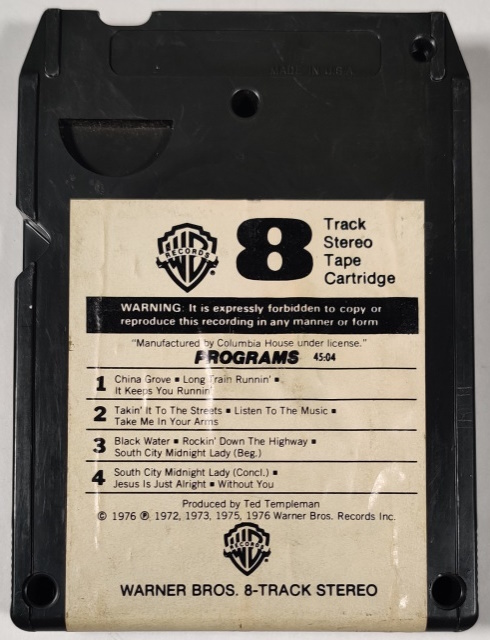 MADE IN U.S.A.
WB
RECORDS
8 Track
Stereo
Tape
Cartridge
WARNING: It is expressly forbidden to copy or
reproduce this recording in any manner or form
"Manufactured by Columbia House under license."
PROGRAMS 45:04
1 China Grove ▪ Long Train Runnin' ▪
It Keeps You Runnin'
2 Takin' It To The Streets ▪ Listen To The Music ▪
Take Me In Your Arms
3 Black Water ▪ Rockin' Down The Highway ▪
South City Midnight Lady (Beg.)
4 South City Midnight Lady (Concl.) ▪
Jesus Is Just Alright ▪ Without You
Produced by Ted Templeman
© 1976 ℗ 1972, 1973, 1975, 1976 Warner Bros. Records Inc.
WB
RECORDS
WARNER BROS. 8-TRACK STEREO